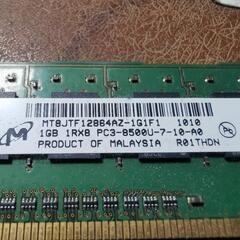 MT8JTF12864AZ-1G1F1 1010
1GB 1RX8 PC3-8500U-7-10-A0
PRODUCT OF MALAYSIA R01THDN